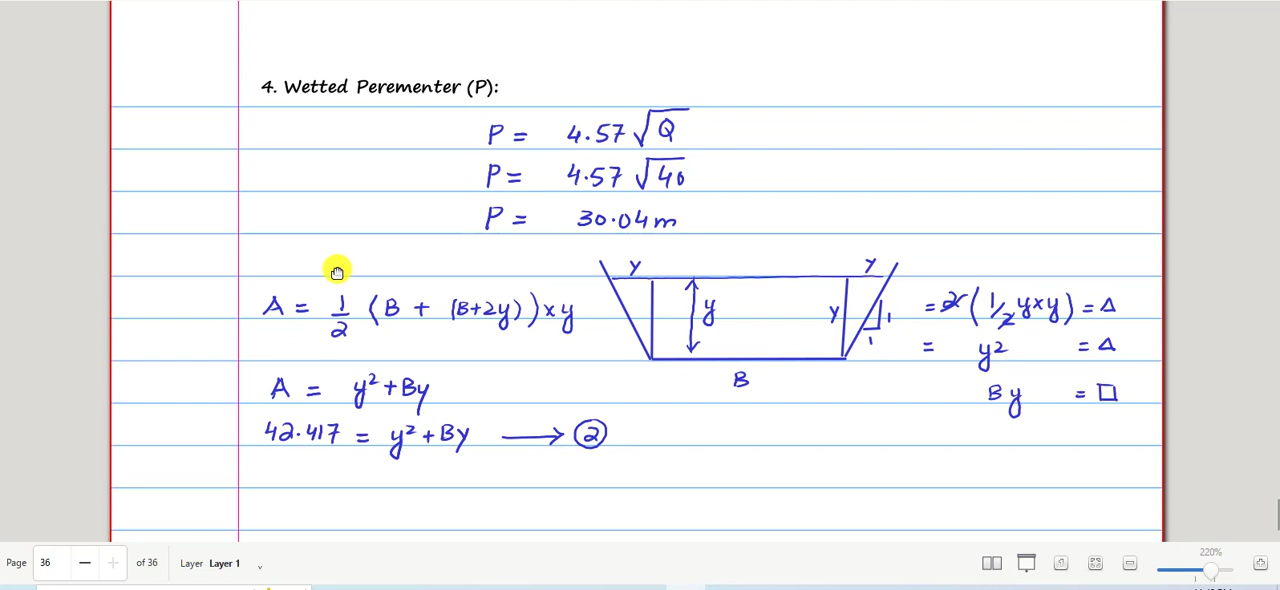 4. Wetted Perementer (P):
P = 4.57 √Q
P = 4.57 √40
P = 30.04 m
A = 1/2 (B + (B+2y)) × y
y
y
y
y
1
1
B
= 2 (1/2 y×y) = Δ
= y² = Δ
By = □
A = y² + By
42.417 = y² + By ⟶ ②
Page 36 of 36 Layer Layer 1 220%